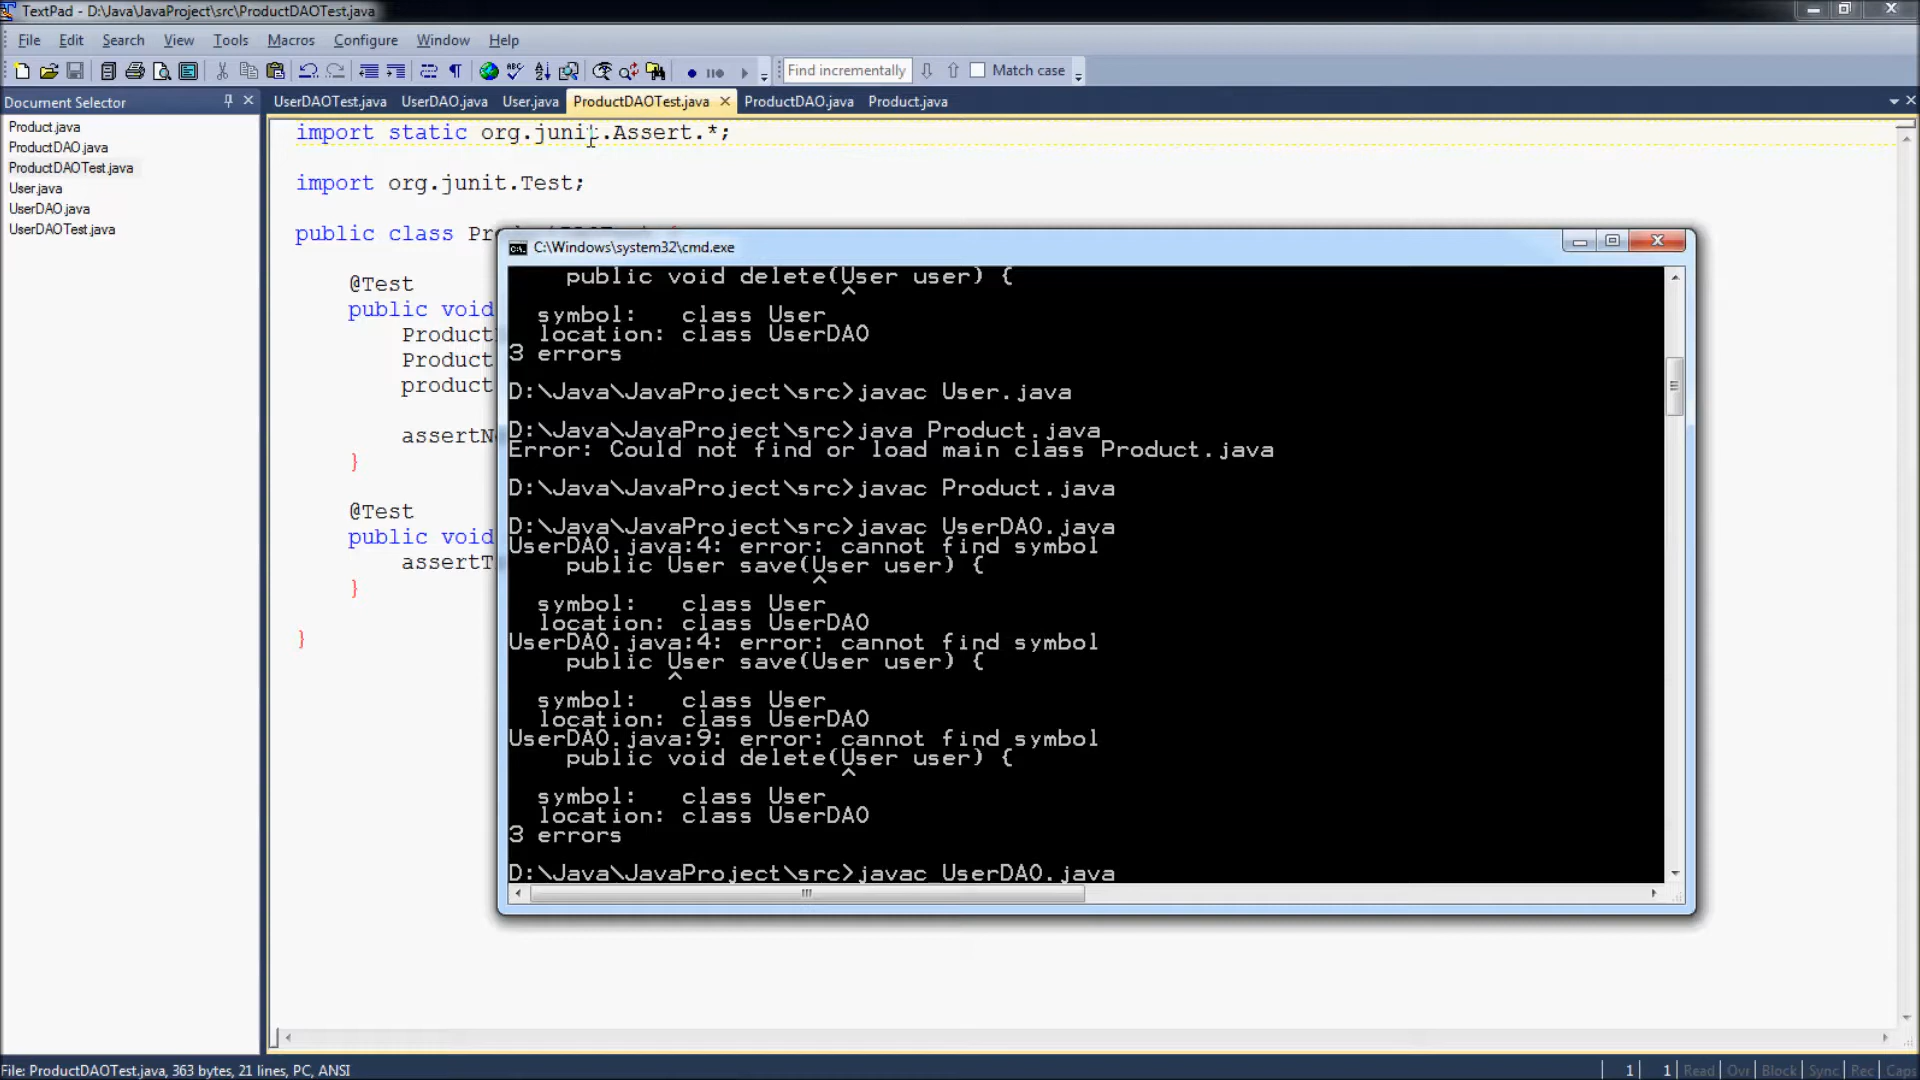 TextPad - D:\Java\JavaProject\src\ProductDAOTest.java
File Edit Search View Tools Macros Configure Window Help
Find incrementally Match case
Document Selector
UserDAOTest.java UserDAO.java User.java ProductDAOTest.java ProductDAO.java Product.java
Product.java
ProductDAO.java
ProductDAOTest.java
User.java
UserDAO.java
UserDAOTest.java
import static org.junit.Assert.*;
import org.junit.Test;
public class
@Test
public void
product
}
@Test
public void
}
}
C:\Windows\system32\cmd.exe
public void delete(User user) {
^
symbol: class User
location: class UserDAO
3 errors
D:\Java\JavaProject\src>javac User.java
D:\Java\JavaProject\src>java Product.java
Error: Could not find or load main class Product.java
D:\Java\JavaProject\src>javac Product.java
D:\Java\JavaProject\src>javac UserDAO.java
UserDAO.java:4: error: cannot find symbol
public User save(User user) {
^
symbol: class User
location: class UserDAO
UserDAO.java:4: error: cannot find symbol
public User save(User user) {
^
symbol: class User
location: class UserDAO
UserDAO.java:9: error: cannot find symbol
public void delete(User user) {
^
symbol: class User
location: class UserDAO
3 errors
D:\Java\JavaProject\src>javac UserDAO.java
File: ProductDAOTest.java, 363 bytes, 21 lines, PC, ANSI
1 1 Read Ovr Block Sync Rec Caps